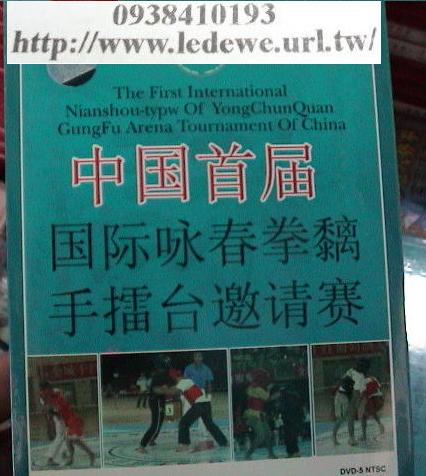 0938410193
http://www.ledewe.url.tw/
The First International
Nianshou-typw Of YongChunQuan
GungFu Arena Tournament Of China
中国首届
国际咏春拳黐
手擂台邀请赛
DVD-5 NTSC